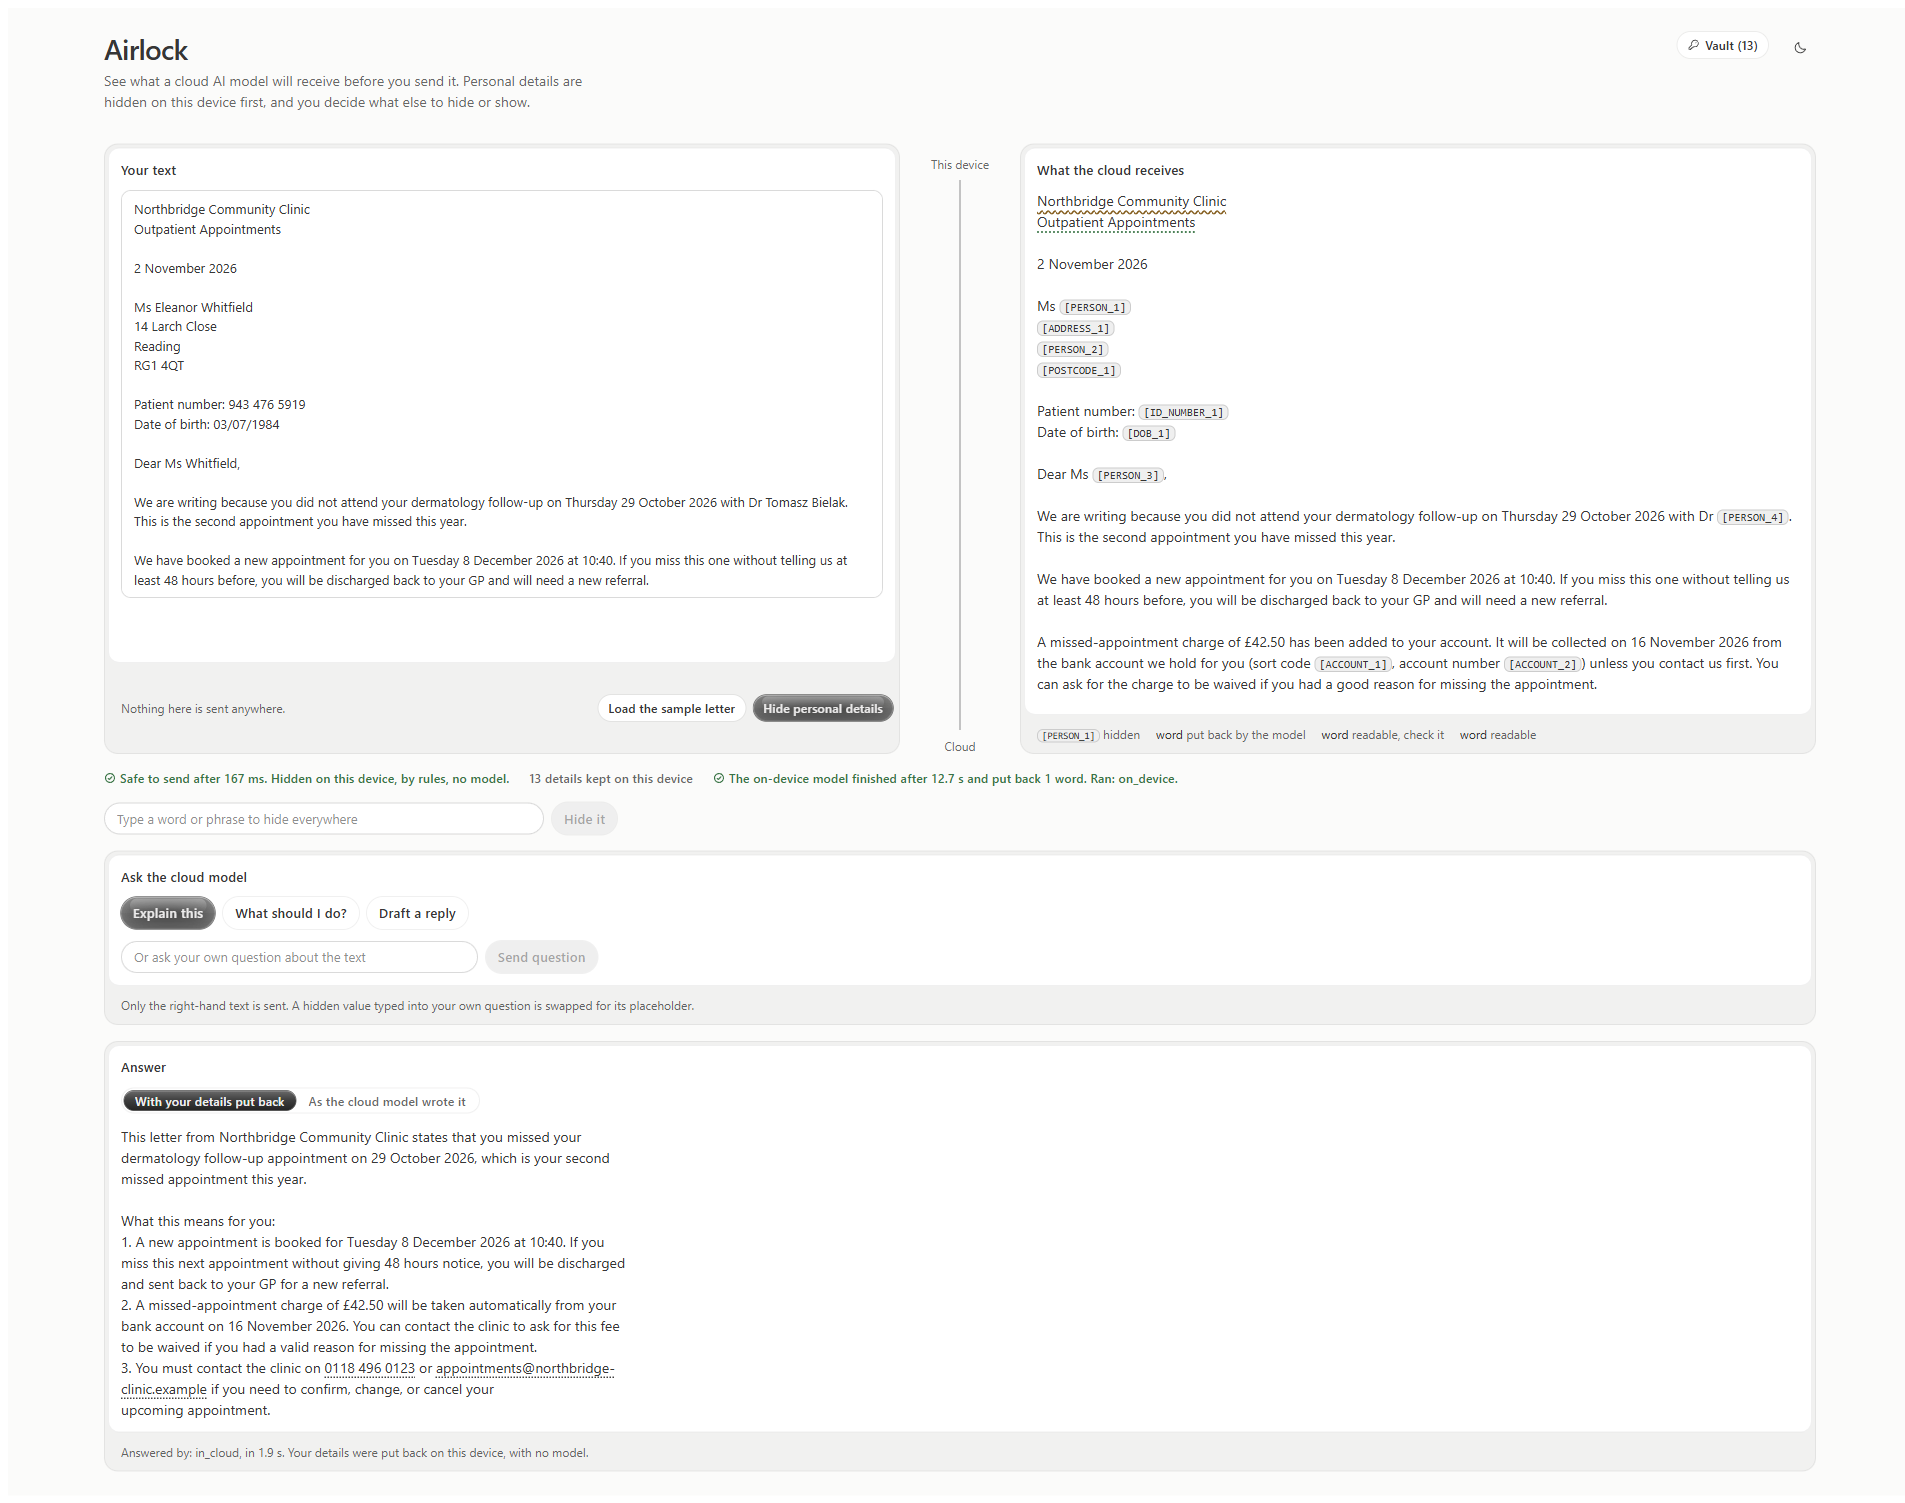 Airlock
See what a cloud AI model will receive before you send it. Personal details are
hidden on this device first, and you decide what else to hide or show.
Vault (13)
Your text
Northbridge Community Clinic
Outpatient Appointments
2 November 2026
Ms Eleanor Whitfield
14 Larch Close
Reading
RG1 4QT
Patient number: 943 476 5919
Date of birth: 03/07/1984
Dear Ms Whitfield,
We are writing because you did not attend your dermatology follow-up on Thursday 29 October 2026 with Dr Tomasz Bielak.
This is the second appointment you have missed this year.
We have booked a new appointment for you on Tuesday 8 December 2026 at 10:40. If you miss this one without telling us at
least 48 hours before, you will be discharged back to your GP and will need a new referral.
Nothing here is sent anywhere.
Load the sample letter
Hide personal details
This device
Cloud
What the cloud receives
Northbridge Community Clinic
Outpatient Appointments
2 November 2026
Ms [PERSON_1]
[ADDRESS_1]
[PERSON_2]
[POSTCODE_1]
Patient number: [ID_NUMBER_1]
Date of birth: [DOB_1]
Dear Ms [PERSON_3],
We are writing because you did not attend your dermatology follow-up on Thursday 29 October 2026 with Dr [PERSON_4].
This is the second appointment you have missed this year.
We have booked a new appointment for you on Tuesday 8 December 2026 at 10:40. If you miss this one without telling us
at least 48 hours before, you will be discharged back to your GP and will need a new referral.
A missed-appointment charge of £42.50 has been added to your account. It will be collected on 16 November 2026 from
the bank account we hold for you (sort code [ACCOUNT_1], account number [ACCOUNT_2]) unless you contact us first. You
can ask for the charge to be waived if you had a good reason for missing the appointment.
[PERSON_1] hidden word put back by the model word readable, check it word readable
Safe to send after 167 ms. Hidden on this device, by rules, no model. 13 details kept on this device The on-device model finished after 12.7 s and put back 1 word. Ran: on_device.
Type a word or phrase to hide everywhere
Hide it
Ask the cloud model
Explain this
What should I do?
Draft a reply
Or ask your own question about the text
Send question
Only the right-hand text is sent. A hidden value typed into your own question is swapped for its placeholder.
Answer
With your details put back
As the cloud model wrote it
This letter from Northbridge Community Clinic states that you missed your
dermatology follow-up appointment on 29 October 2026, which is your second
missed appointment this year.
What this means for you:
1. A new appointment is booked for Tuesday 8 December 2026 at 10:40. If you
miss this next appointment without giving 48 hours notice, you will be discharged
and sent back to your GP for a new referral.
2. A missed-appointment charge of £42.50 will be taken automatically from your
bank account on 16 November 2026. You can contact the clinic to ask for this fee
to be waived if you had a valid reason for missing the appointment.
3. You must contact the clinic on 0118 496 0123 or appointments@northbridge-
clinic.example if you need to confirm, change, or cancel your
upcoming appointment.
Answered by: in_cloud, in 1.9 s. Your details were put back on this device, with no model.